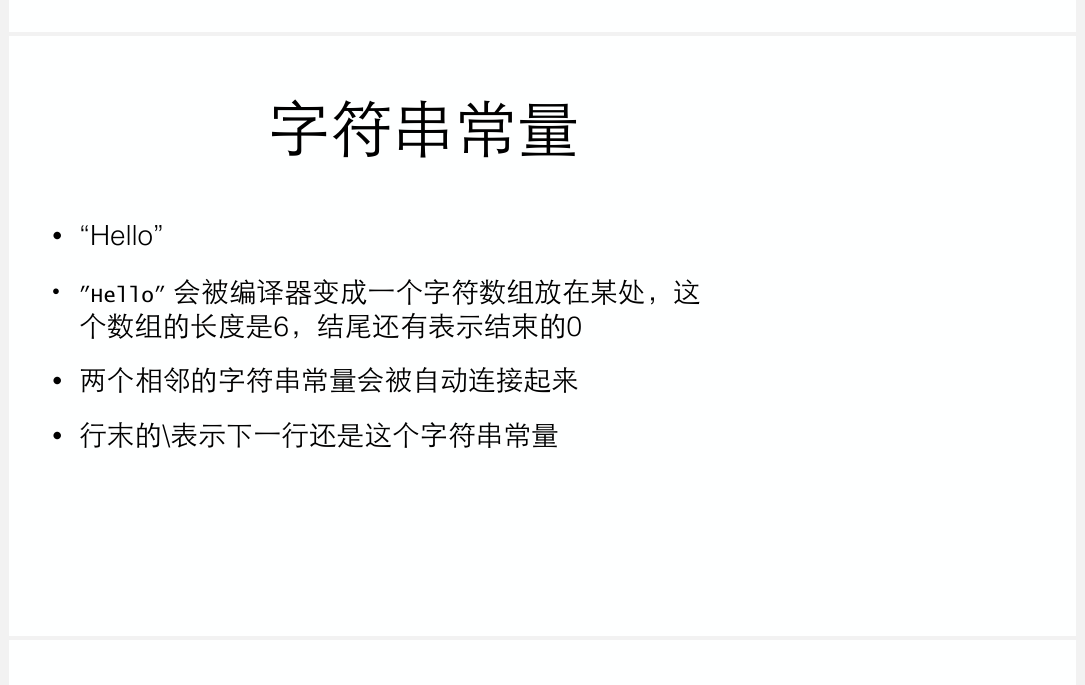 字符串常量
• “Hello”
• ”Hello” 会被编译器变成一个字符数组放在某处，这
个数组的长度是6，结尾还有表示结束的0
• 两个相邻的字符串常量会被自动连接起来
• 行末的\表示下一行还是这个字符串常量